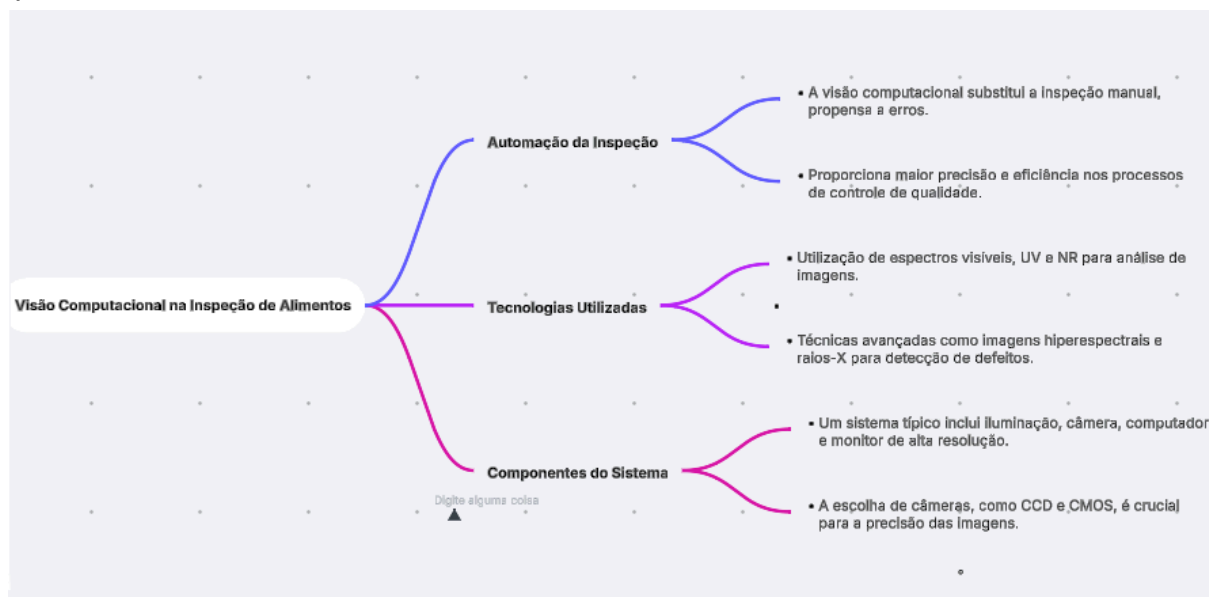 Visão Computacional na Inspeção de Alimentos
Automação da Inspeção
• A visão computacional substitui a inspeção manual,
propensa a erros.
• Proporciona maior precisão e eficiência nos processos
de controle de qualidade.
Tecnologias Utilizadas
• Utilização de espectros visíveis, UV e NR para análise de
imagens.
•
• Técnicas avançadas como imagens hiperespectrais e
raios-X para detecção de defeitos.
Componentes do Sistema
• Um sistema típico inclui iluminação, câmera, computador
e monitor de alta resolução.
• A escolha de câmeras, como CCD e CMOS, é crucial
para a precisão das imagens.
Digite alguma coisa